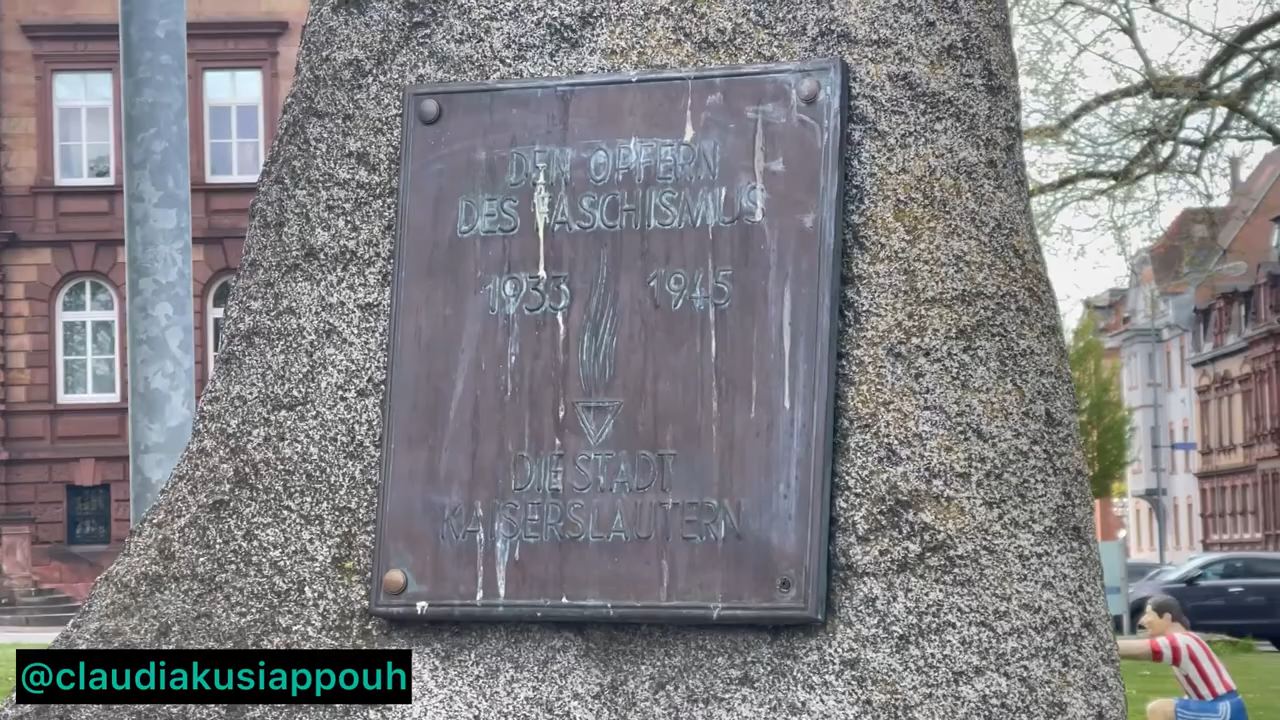 DEN OPFERN
DES FASCHISMUS
1933 1945
DIE STADT
KAISERSLAUTERN
@claudiakusiappouh